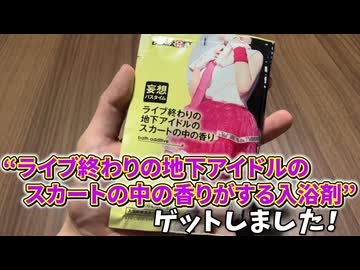 妄想
バスタイム
ライブ終わりの
地下アイドルの
スカートの中の香り
bath additive
“ライブ終わりの地下アイドルの
スカートの中の香りがする入浴剤”
ゲットしました!